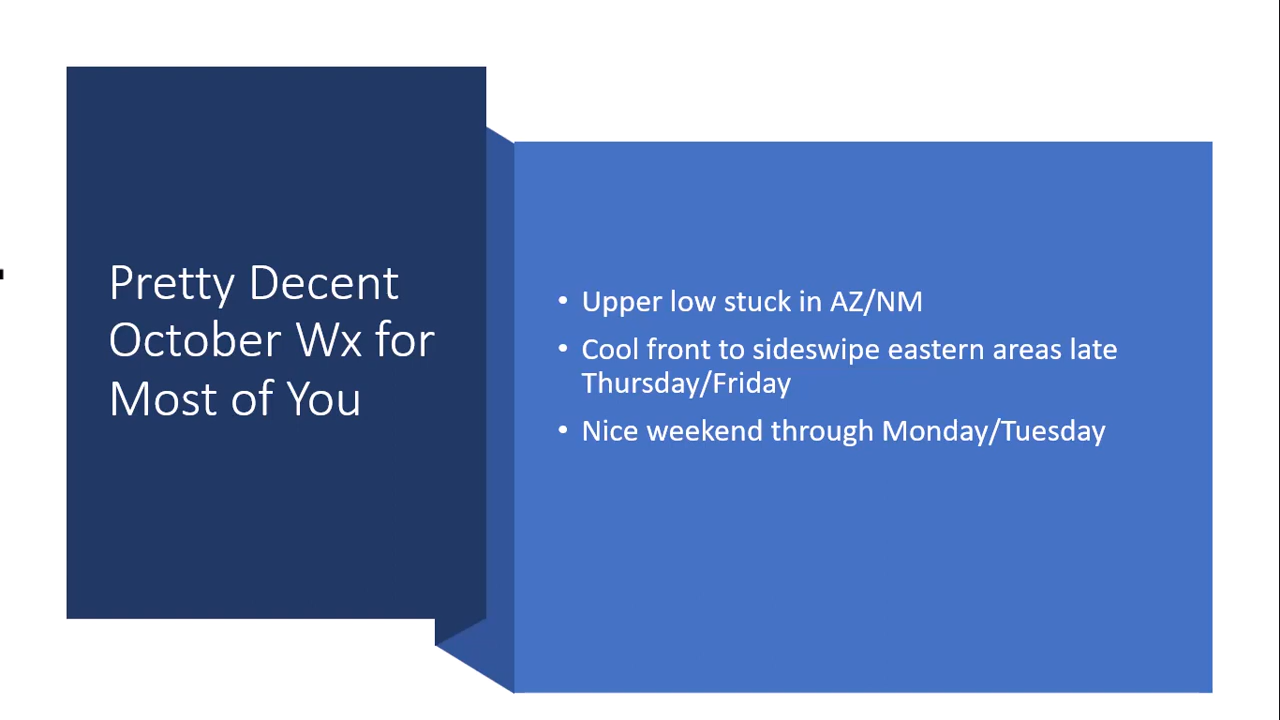 Pretty Decent
October Wx for
Most of You
• Upper low stuck in AZ/NM
• Cool front to sideswipe eastern areas late
Thursday/Friday
• Nice weekend through Monday/Tuesday